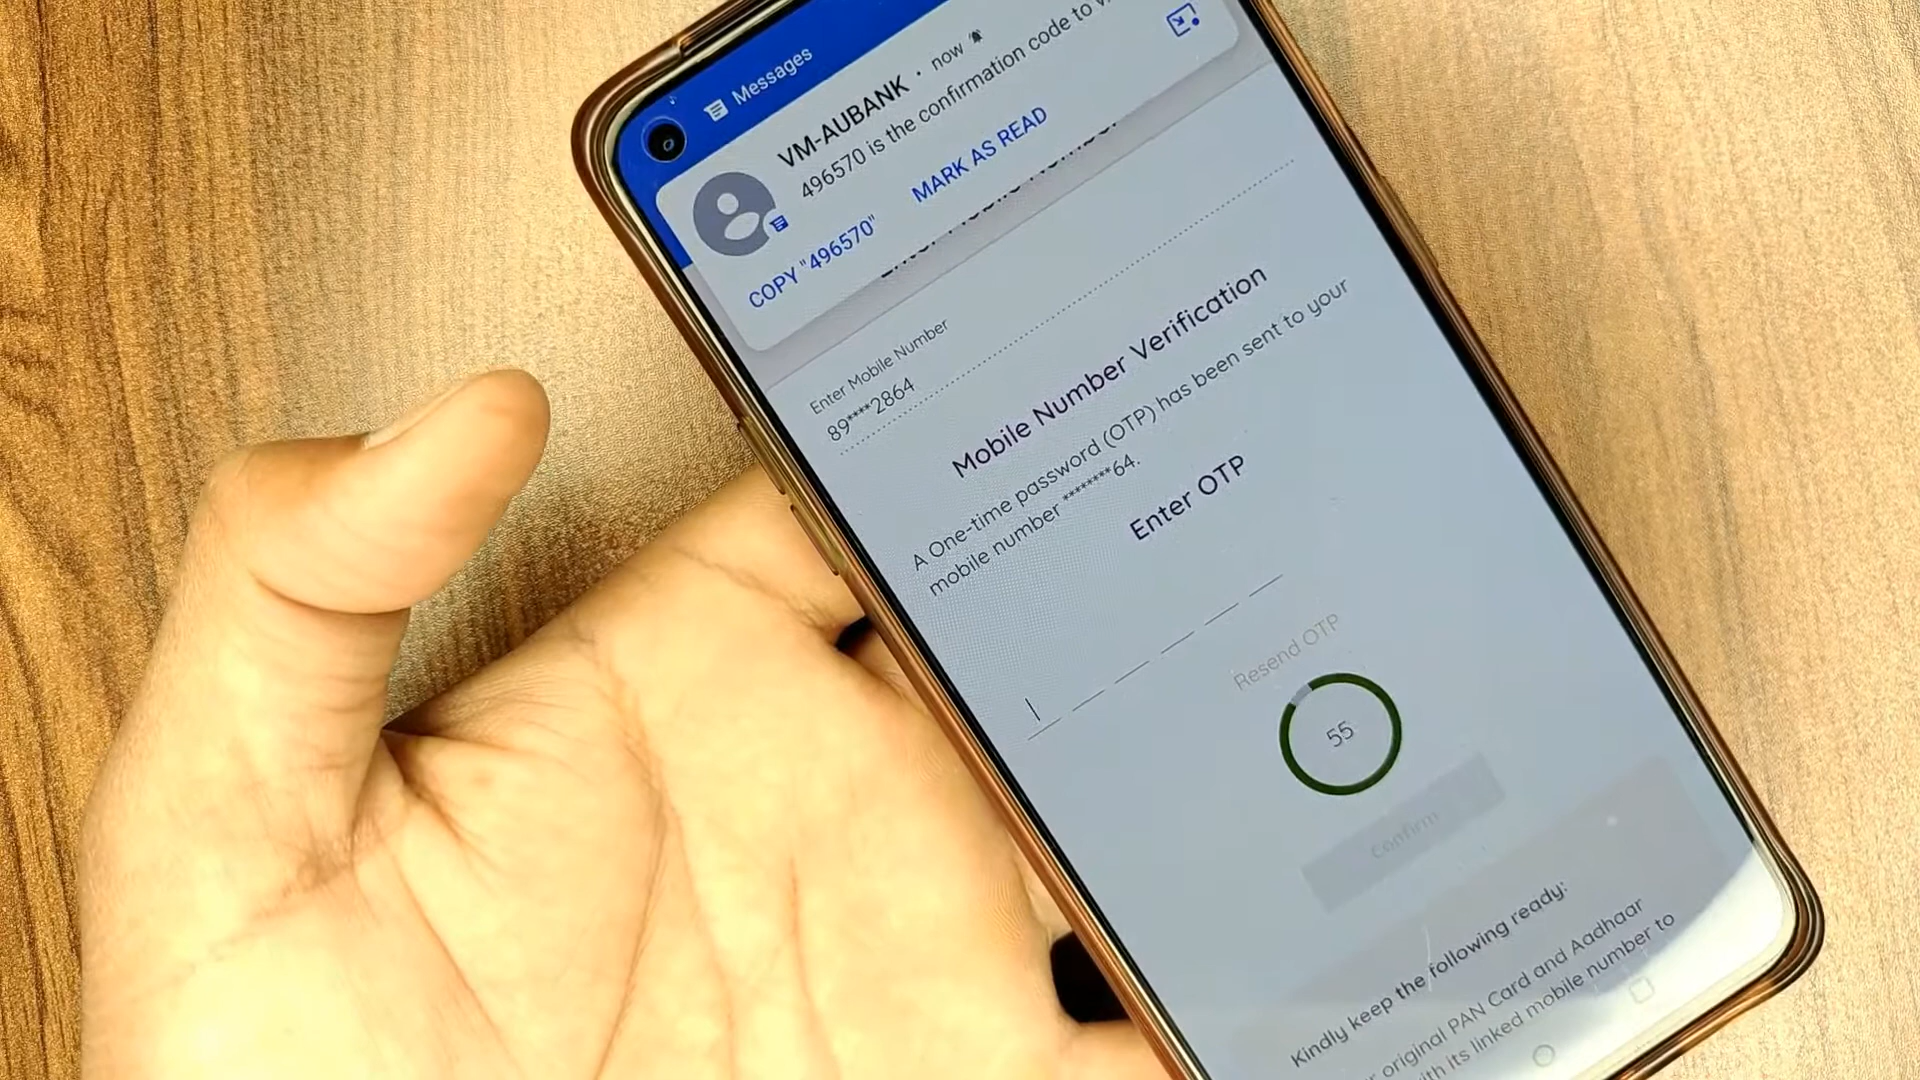 Messages
VM-AUBANK · now
496570 is the confirmation code to
COPY "496570" MARK AS READ
Enter Mobile Number
89****2864
Mobile Number Verification
A One-time password (OTP) has been sent to your
mobile number ********64.
Enter OTP
Resend OTP
55
Confirm
Kindly keep the following ready:
original PAN Card and Aadhaar
with its linked mobile number to